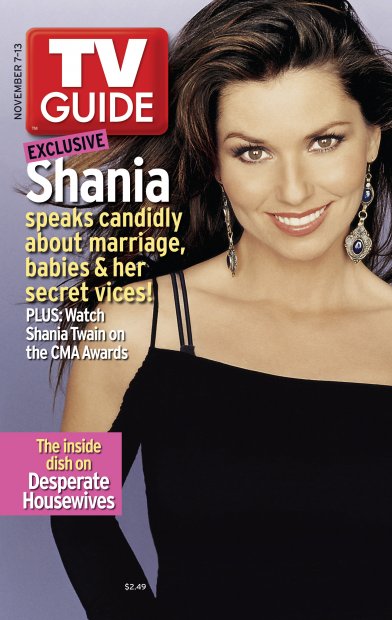 NOVEMBER 7-13
TV
GUIDE
TM
EXCLUSIVE
Shania
speaks candidly
about marriage,
babies & her
secret vices!
PLUS: Watch
Shania Twain on
the CMA Awards
The inside
dish on
Desperate
Housewives
$2.49